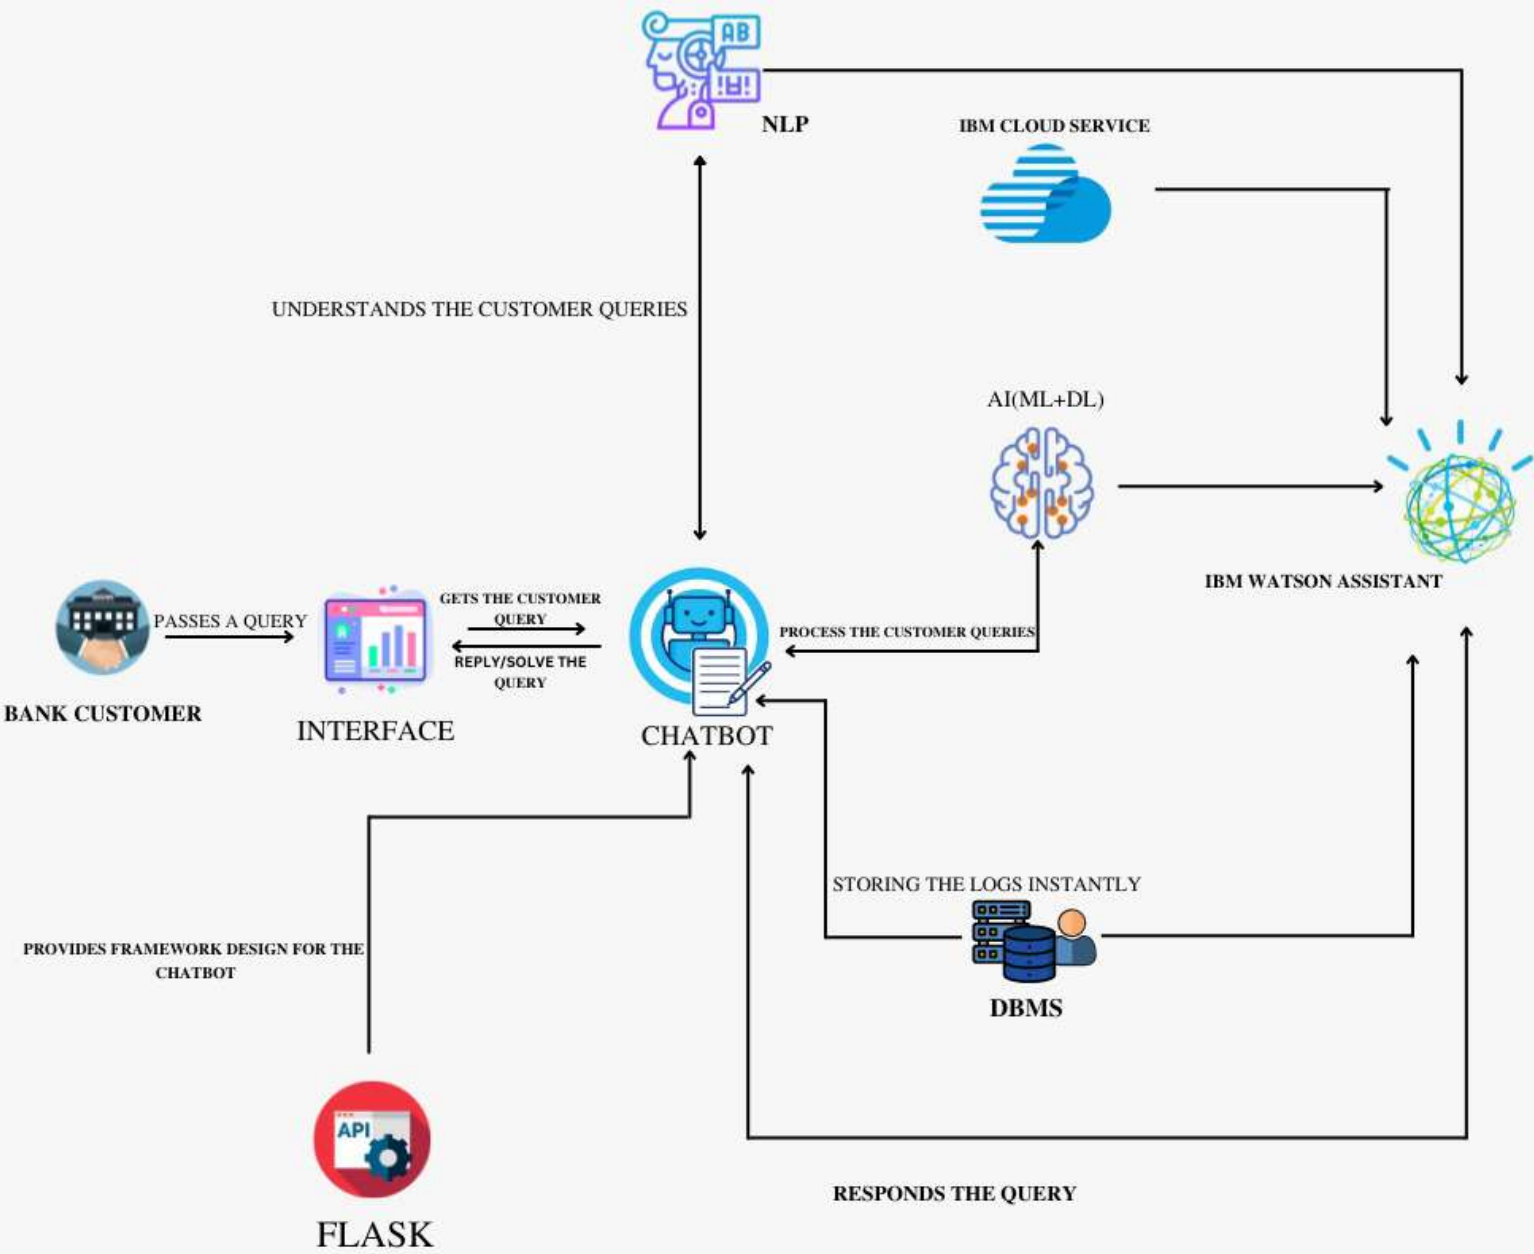 AB
NLP
IBM CLOUD SERVICE
UNDERSTANDS THE CUSTOMER QUERIES
AI(ML+DL)
IBM WATSON ASSISTANT
PASSES A QUERY
GETS THE CUSTOMER
QUERY
REPLY/SOLVE THE
QUERY
PROCESS THE CUSTOMER QUERIES
BANK CUSTOMER
INTERFACE
CHATBOT
STORING THE LOGS INSTANTLY
PROVIDES FRAMEWORK DESIGN FOR THE
CHATBOT
DBMS
API
RESPONDS THE QUERY
FLASK